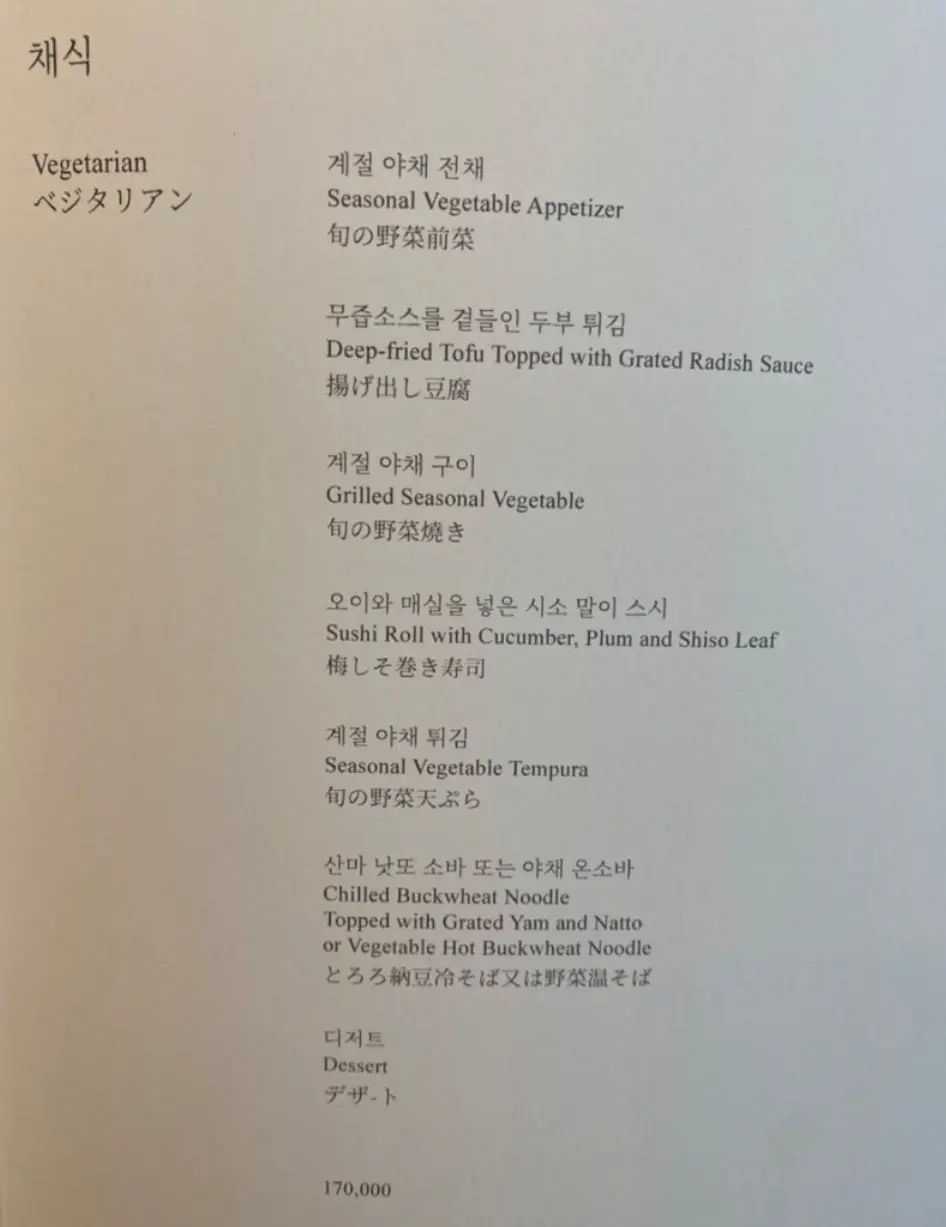 채식
Vegetarian
ベジタリアン
계절 야채 전채
Seasonal Vegetable Appetizer
旬の野菜前菜
무즙소스를 곁들인 두부 튀김
Deep-fried Tofu Topped with Grated Radish Sauce
揚げ出し豆腐
계절 야채 구이
Grilled Seasonal Vegetable
旬の野菜燒き
오이와 매실을 넣은 시소 말이 스시
Sushi Roll with Cucumber, Plum and Shiso Leaf
梅しそ巻き寿司
계절 야채 튀김
Seasonal Vegetable Tempura
旬の野菜天ぷら
산마 낫또 소바 또는 야채 온소바
Chilled Buckwheat Noodle
Topped with Grated Yam and Natto
or Vegetable Hot Buckwheat Noodle
とろろ納豆冷そば又は野菜温そば
디저트
Dessert
デザ-ト
170,000